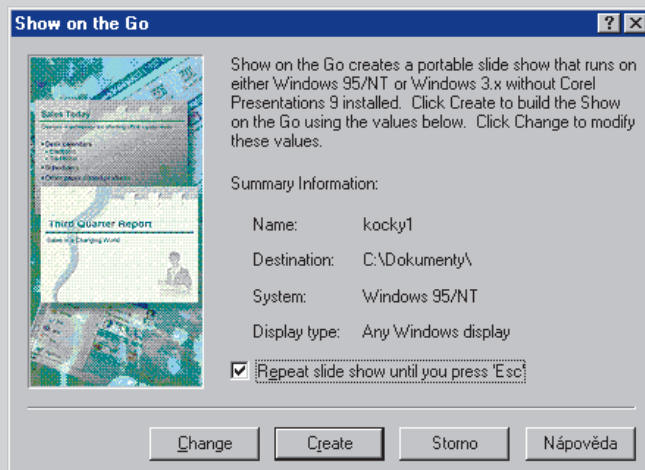 Show on the Go
Show on the Go creates a portable slide show that runs on
either Windows 95/NT or Windows 3.x without Corel
Presentations 9 installed. Click Create to build the Show
on the Go using the values below. Click Change to modify
these values.
Sales Today
Third Quarter Report
Sales in a Changing World
Summary Information:
Name: kocky1
Destination: C:\Dokumenty\
System: Windows 95/NT
Display type: Any Windows display
Repeat slide show until you press 'Esc'
Change Create Storno Nápověda